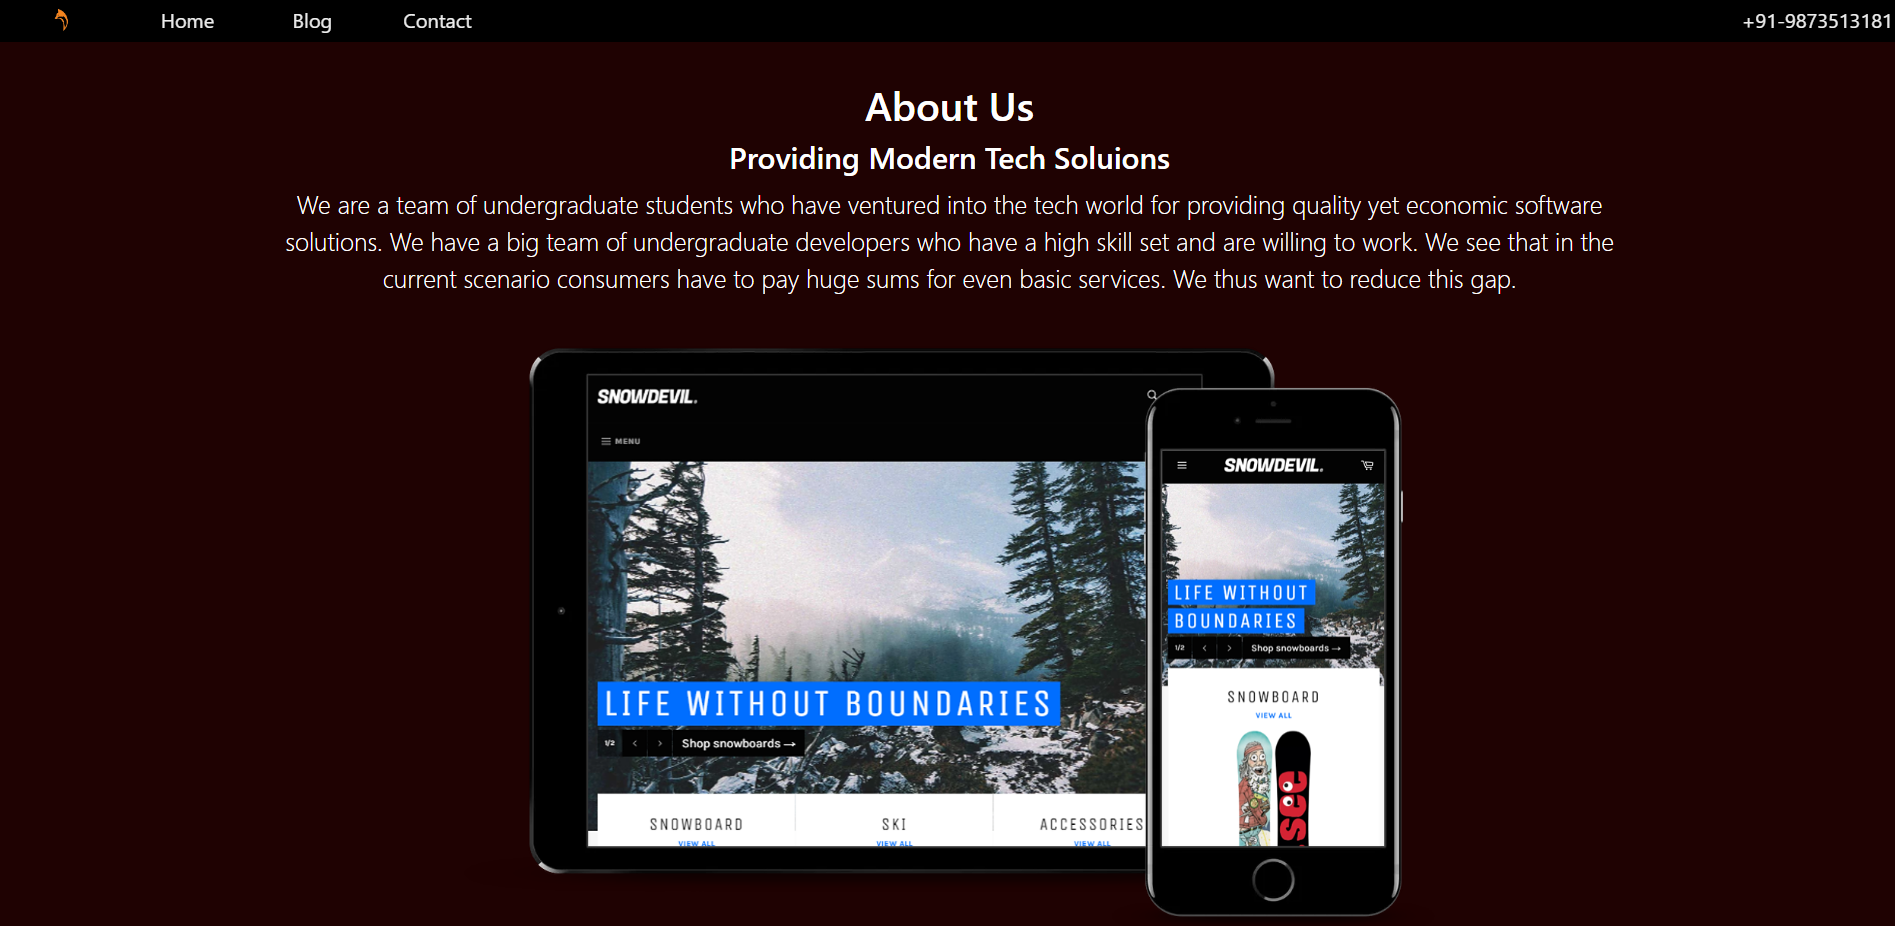 Home Blog Contact +91-9873513181
About Us
Providing Modern Tech Soluions
We are a team of undergraduate students who have ventured into the tech world for providing quality yet economic software
solutions. We have a big team of undergraduate developers who have a high skill set and are willing to work. We see that in the
current scenario consumers have to pay huge sums for even basic services. We thus want to reduce this gap.
SNOWDEVIL.
MENU
LIFE WITHOUT BOUNDARIES
1/2 < > Shop snowboards →
SNOWBOARD SKI ACCESSORIES
VIEW ALL VIEW ALL VIEW ALL
SNOWDEVIL.
LIFE WITHOUT
BOUNDARIES
1/2 < > Shop snowboards →
SNOWBOARD
VIEW ALL
see